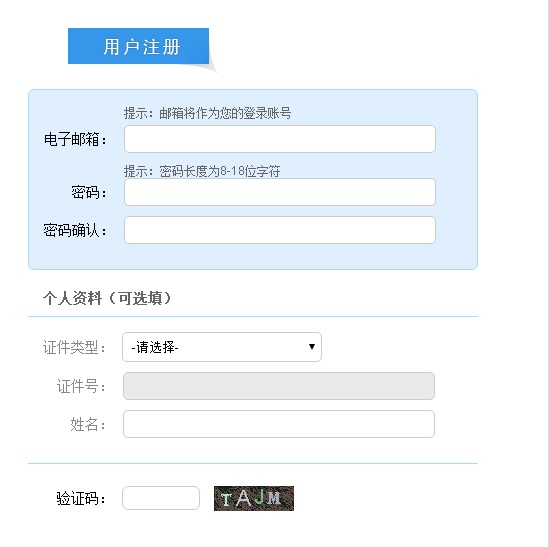 用户注册
提示：邮箱将作为您的登录账号
电子邮箱：
提示：密码长度为8-18位字符
密码：
密码确认：
个人资料（可选填）
证件类型： -请选择-
证件号：
姓名：
验证码： TAJM